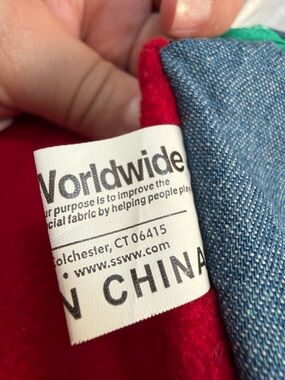 Worldwide
ur purpose is to improve the
cial fabric by helping people play
Colchester, CT 06415
• www.ssww.com
N CHINA